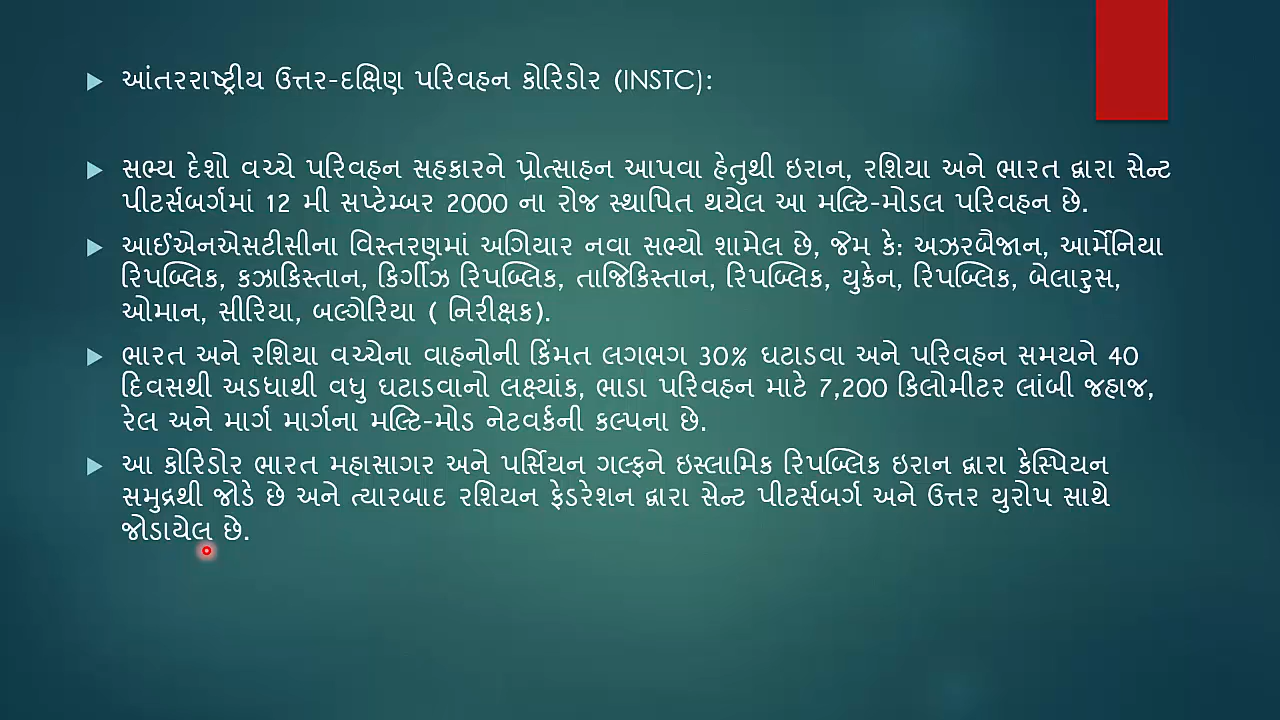 આંતરરાષ્ટ્રીય ઉત્તર-દક્ષિણ પરિવહન કોરિડોર (INSTC):
સભ્ય દેશો વચ્ચે પરિવહન સહકારને પ્રોત્સાહન આપવા હેતુથી ઇરાન, રશિયા અને ભારત દ્વારા સેન્ટ
પીટર્સબર્ગમાં 12 મી સપ્ટેમ્બર 2000 ના રોજ સ્થાપિત થયેલ આ મલ્ટિ-મોડલ પરિવહન છે.
આઈએનએસટીસીના વિસ્તરણમાં અગિયાર નવા સભ્યો શામેલ છે, જેમ કે: અઝરબૈજાન, આર્મેનિયા
રિપબ્લિક, કઝાકિસ્તાન, કિર્ગીઝ રિપબ્લિક, તાજિકિસ્તાન, રિપબ્લિક, યુક્રેન, રિપબ્લિક, બેલારુસ,
ઓમાન, સીરિયા, બલ્ગેરિયા ( નિરીક્ષક).
ભારત અને રશિયા વચ્ચેના વાહનોની કિંમત લગભગ 30% ઘટાડવા અને પરિવહન સમયને 40
દિવસથી અડધાથી વધુ ઘટાડવાનો લક્ષ્યાંક, ભાડા પરિવહન માટે 7,200 કિલોમીટર લાંબી જહાજ,
રેલ અને માર્ગ માર્ગના મલ્ટિ-મોડ નેટવર્કની કલ્પના છે.
આ કોરિડોર ભારત મહાસાગર અને પર્સિયન ગલ્ફને ઇસ્લામિક રિપબ્લિક ઇરાન દ્વારા કેસ્પિયન
સમુદ્રથી જોડે છે અને ત્યારબાદ રશિયન ફેડરેશન દ્વારા સેન્ટ પીટર્સબર્ગ અને ઉત્તર યુરોપ સાથે
જોડાયેલ છે.